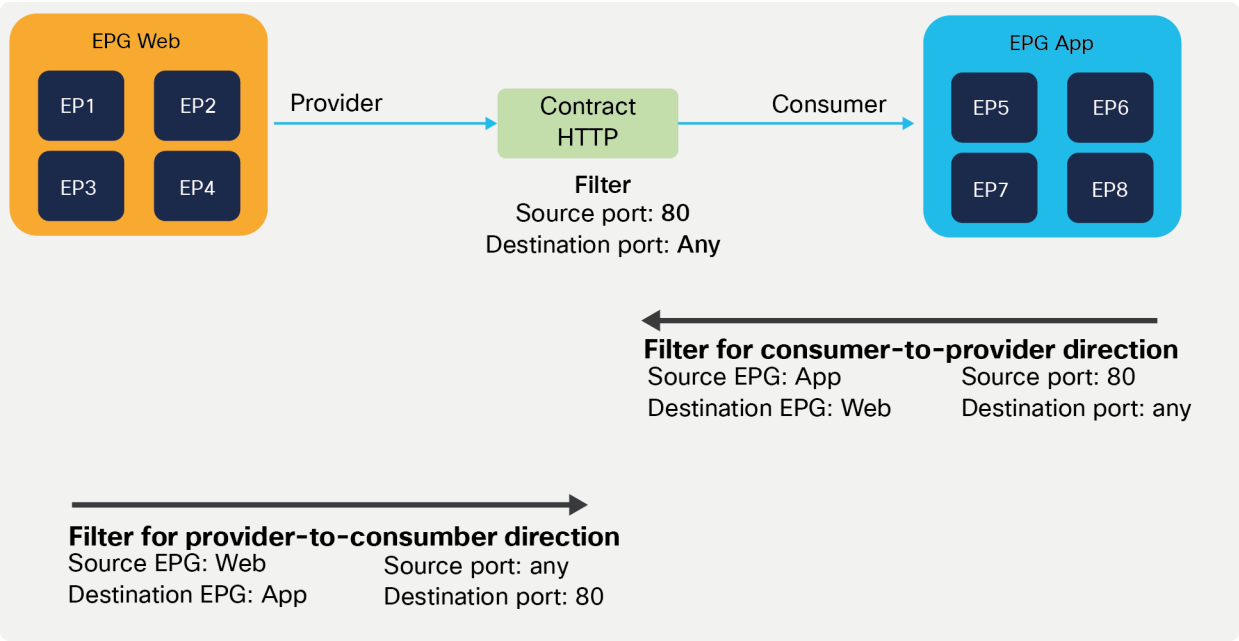 EPG Web
EP1
EP2
EP3
EP4
Provider
Contract
HTTP
Filter
Source port: 80
Destination port: Any
Consumer
EPG App
EP5
EP6
EP7
EP8
Filter for consumer-to-provider direction
Source EPG: App
Source port: 80
Destination EPG: Web
Destination port: any
Filter for provider-to-consumber direction
Source EPG: Web
Source port: any
Destination EPG: App
Destination port: 80